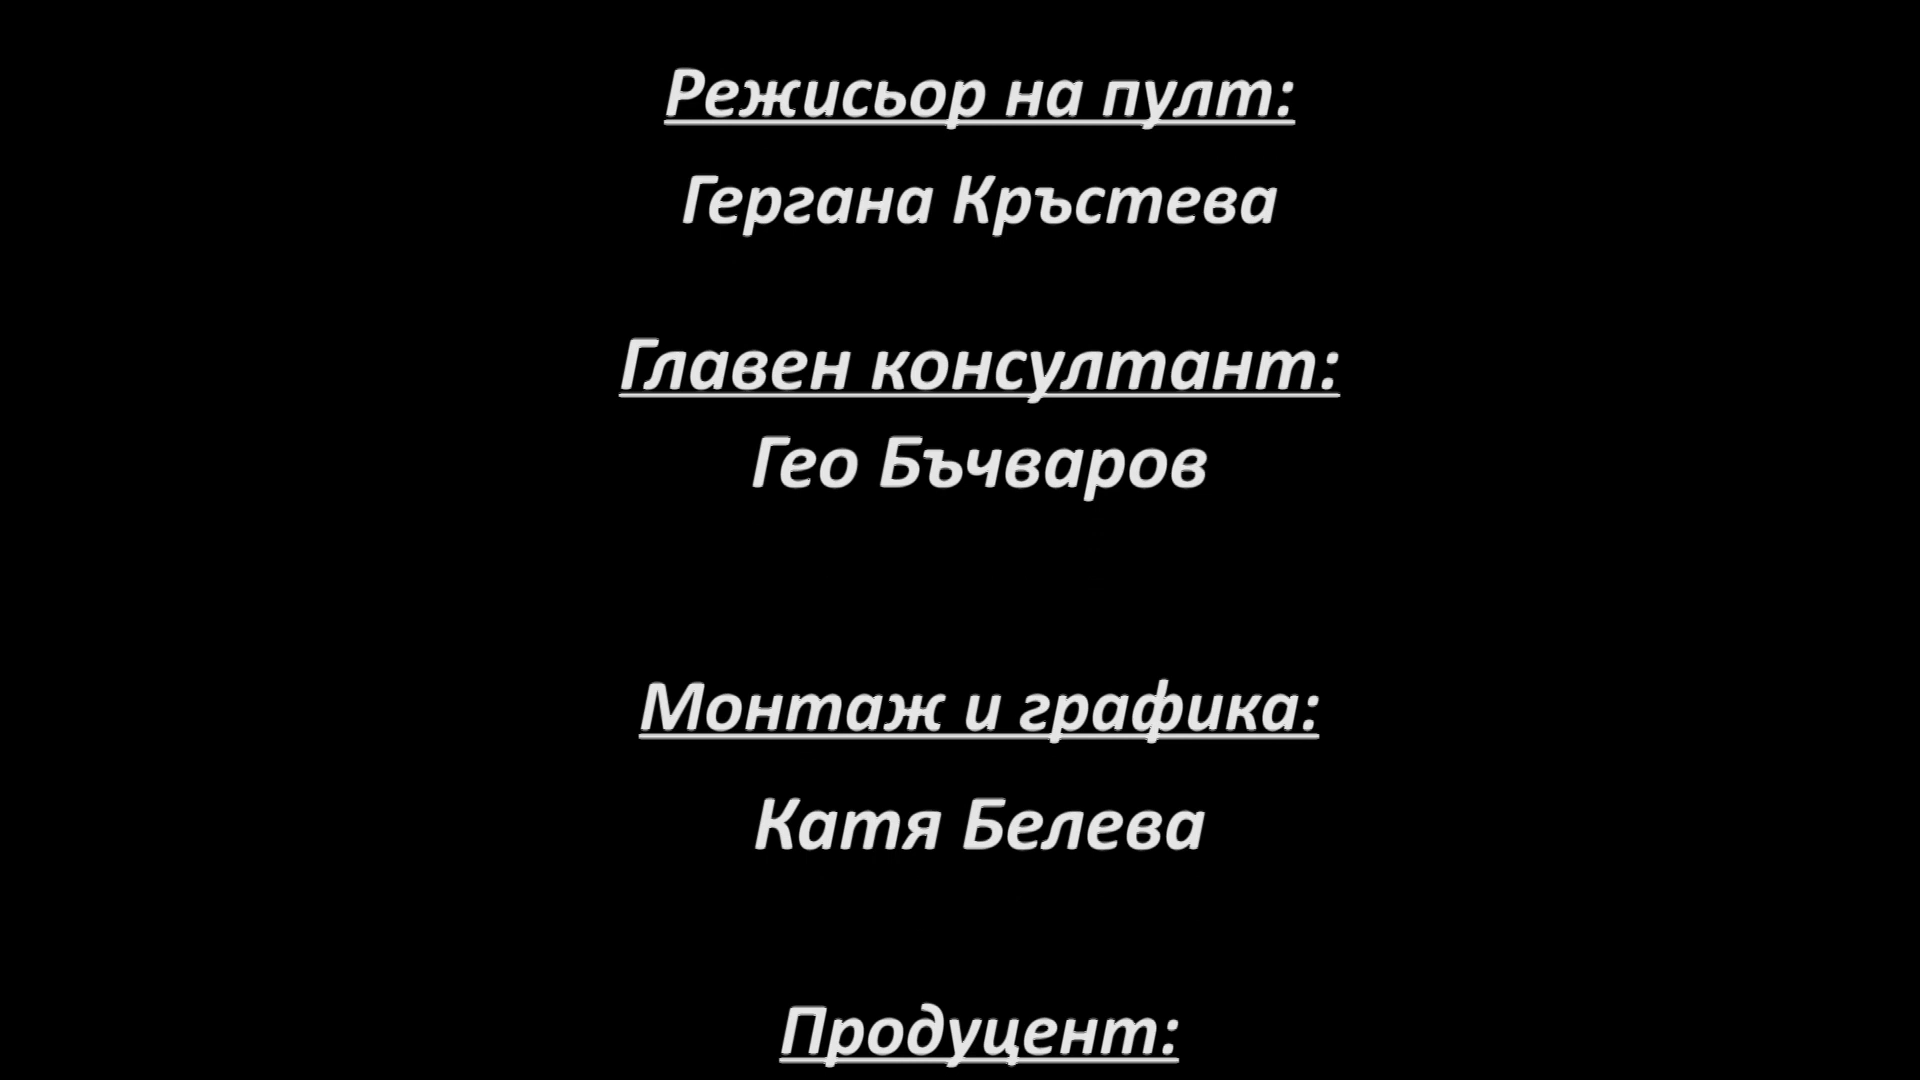 Режисьор на пулт:
Гергана Кръстева
Главен консултант:
Гео Бъчваров
Монтаж и графика:
Катя Белева
Продуцент: